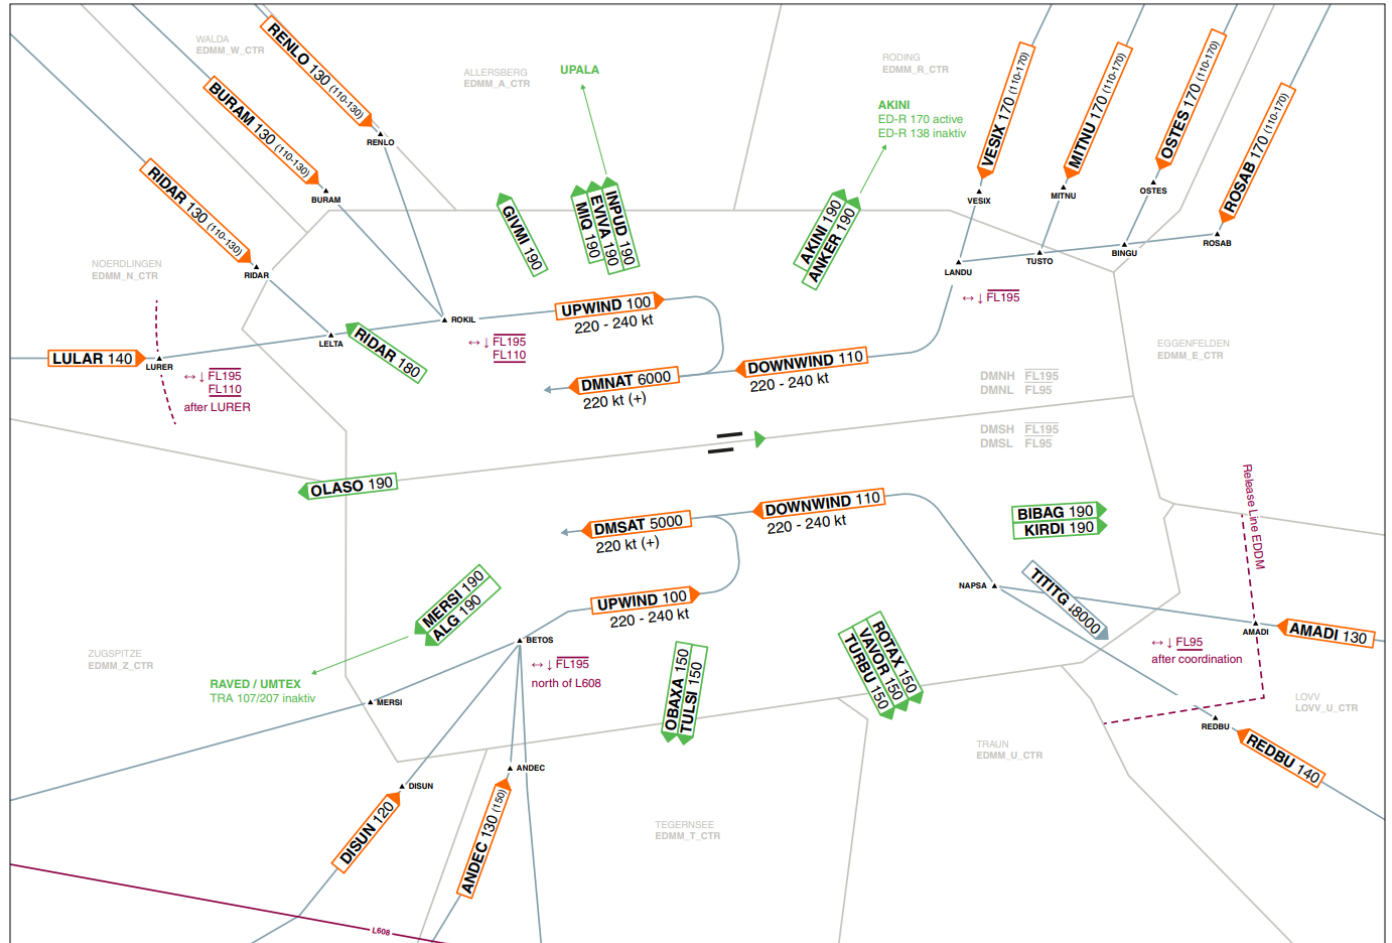 WALDA
EDMM_W_CTR
RENLO 130 (110-130)
RENLO
BURAM 130 (110-130)
BURAM
RIDAR 130 (110-130)
RIDAR
NOERDLINGEN
EDMM_N_CTR
ALLERSBERG
EDMM_A_CTR
UPALA
RODING
EDMM_R_CTR
AKINI
ED-R 170 active
ED-R 138 inaktiv
VESIX 170 (110-170)
VESIX
MITNU 170 (110-170)
MITNU
OSTES 170 (110-170)
OSTES
ROSAB 170 (110-170)
ROSAB
GIVMI 190
MIQ 190
EVIVA 190
INPUD 190
AKINI 190
ANKER 190
LANDU
TUSTO
BINGU
↔ ↓ FL195
LULAR 140
LURER
↔ ↓ FL195
FL110
after LURER
LELTA
RIDAR 180
ROKIL
↔ ↓ FL195
FL110
UPWIND 100
220 - 240 kt
DMNAT 6000
220 kt (+)
DOWNWIND 110
220 - 240 kt
EGGENFELDEN
EDMM_E_CTR
DMNH FL195
DMNL FL95
DMSH FL195
DMSL FL95
OLASO 190
DMSAT 5000
220 kt (+)
DOWNWIND 110
220 - 240 kt
UPWIND 100
220 - 240 kt
BIBAG 190
KIRDI 190
Release Line EDDM
NAPSA
TITITG i8000
AMADI
AMADI 130
↔ ↓ FL95
after coordination
MERSI 190
ALG 190
RAVED / UMTEX
TRA 107/207 inaktiv
ZUGSPITZE
EDMM_Z_CTR
BETOS
↔ ↓ FL195
north of L608
MERSI
OBAXA 150
TULSI 150
ROTAX 150
VAVOR 150
TURBU 150
LOVV
LOVV_U_CTR
REDBU
REDBU 140
TRAUN
EDMM_U_CTR
DISUN
DISUN 120
ANDEC
ANDEC 130 (150)
TEGERNSEE
EDMM_T_CTR
L608